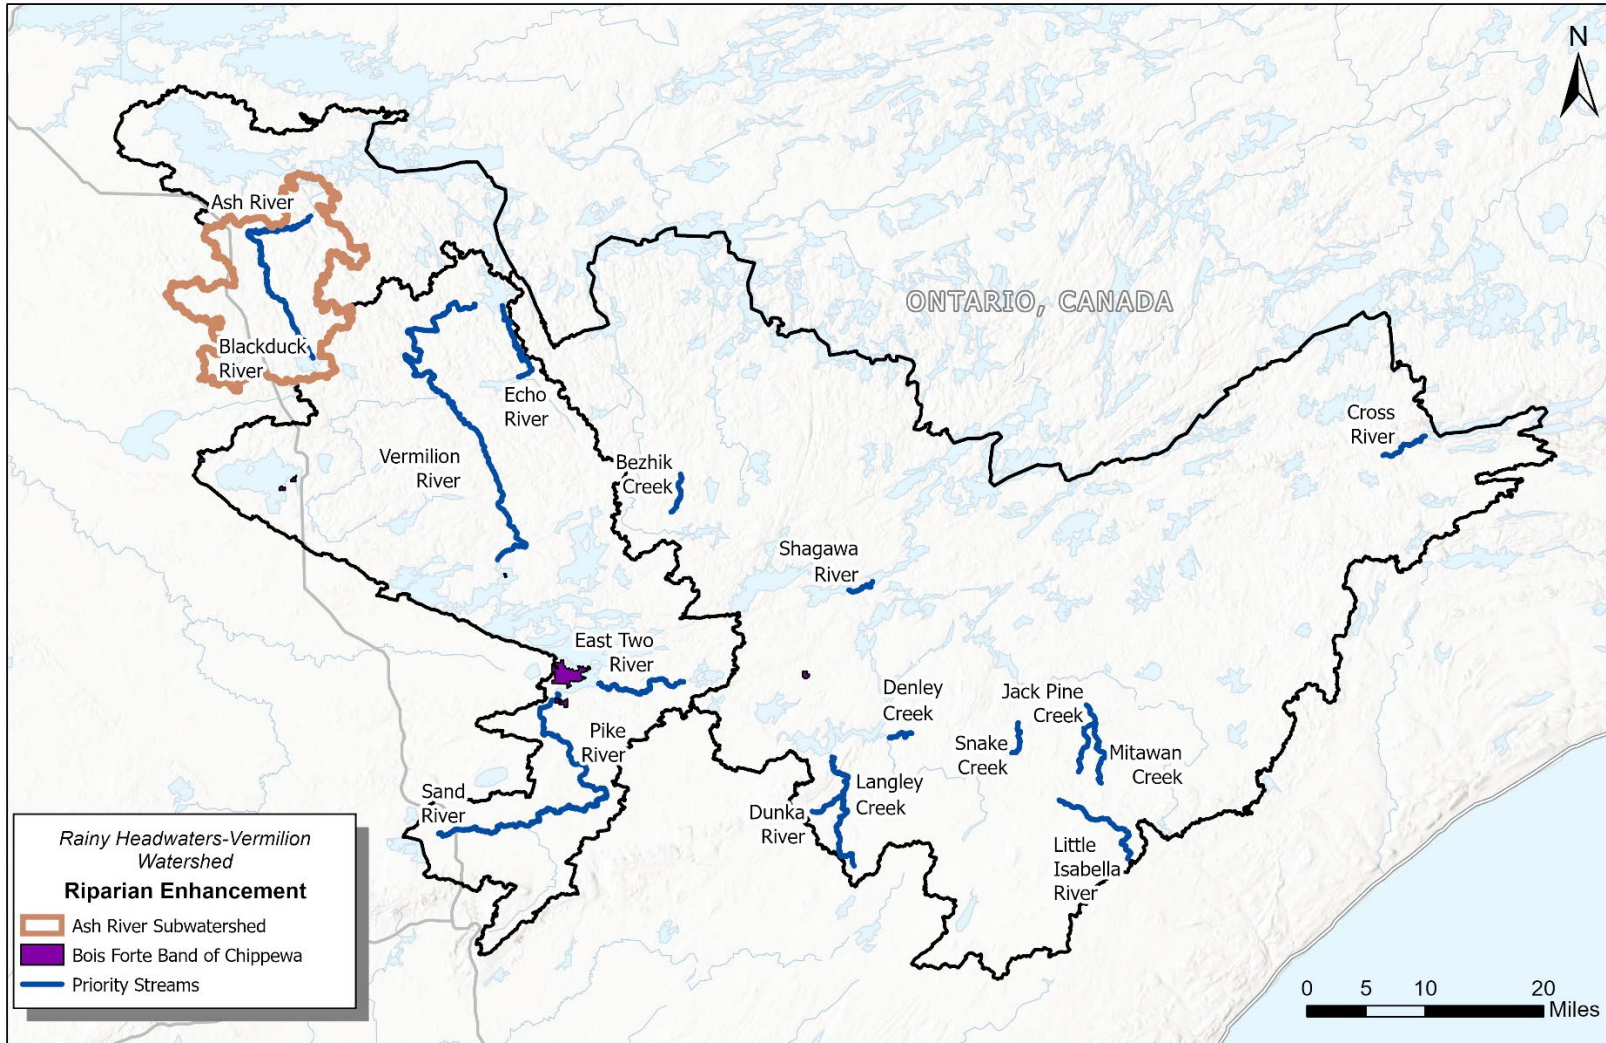 N
Ash River
ONTARIO, CANADA
Blackduck
River
Echo
River
Cross
River
Vermilion
River
Bezhik
Creek
Shagawa
River
East Two
River
Denley
Creek
Jack Pine
Creek
Pike
River
Snake
Creek
Mitawan
Creek
Sand
River
Langley
Creek
Dunka
River
Little
Isabella
River
Rainy Headwaters-Vermilion
Watershed
Riparian Enhancement
Ash River Subwatershed
Bois Forte Band of Chippewa
Priority Streams
0 5 10 20
Miles